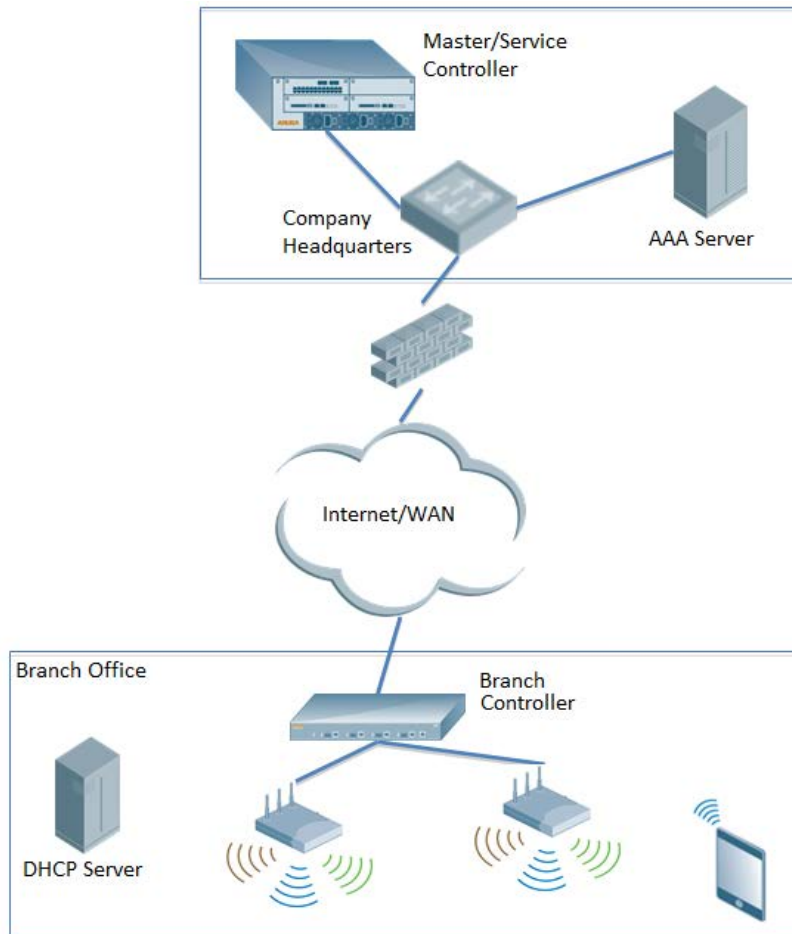 Master/Service
Controller
Company
Headquarters
AAA Server
Internet/WAN
Branch Office
Branch
Controller
DHCP Server